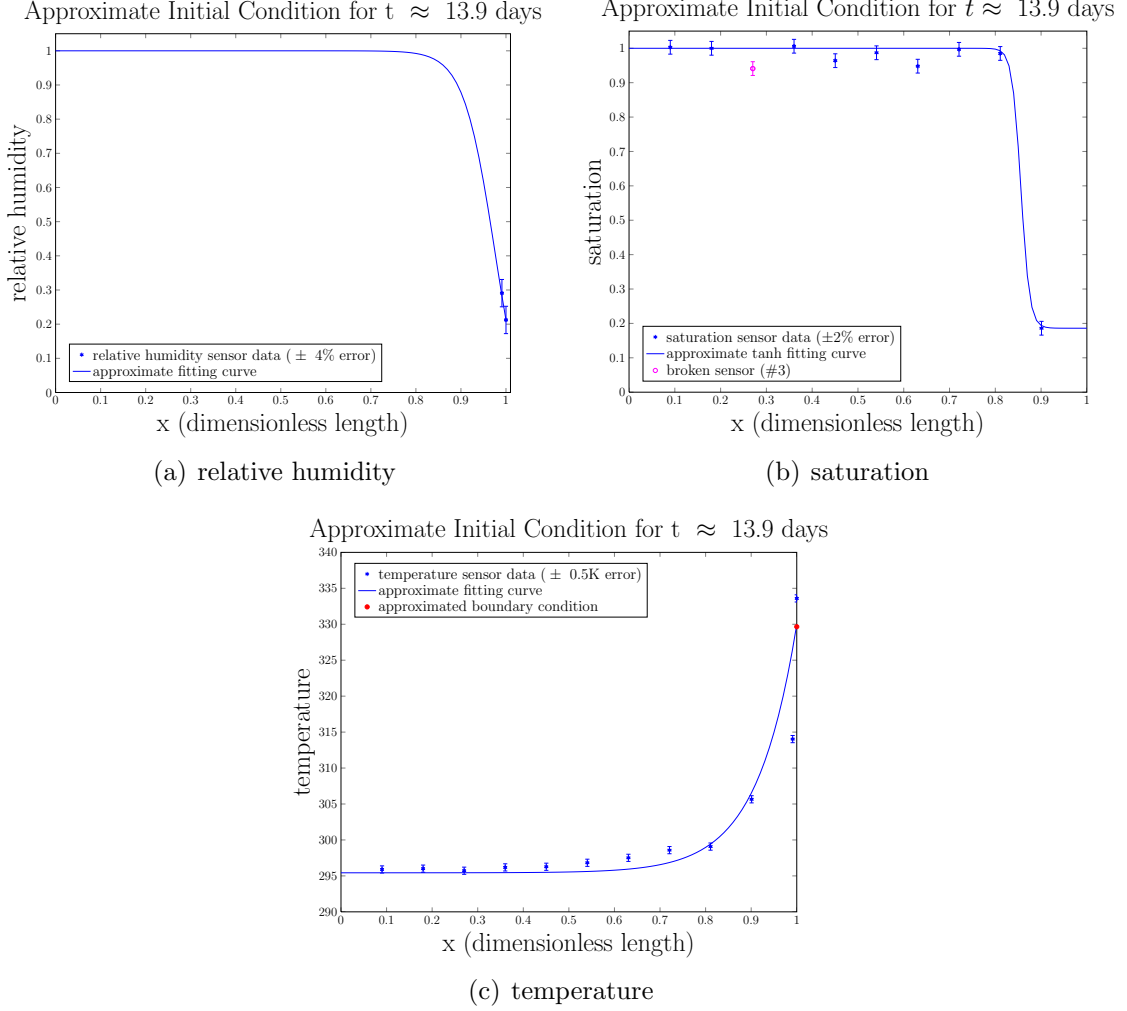 Approximate Initial Condition for t ≈ 13.9 days
1
0.9
0.8
0.7
0.6
0.5
0.4
0.3
0.2
0.1
0
relative humidity
relative humidity sensor data ( ± 4% error)
approximate fitting curve
0 0.1 0.2 0.3 0.4 0.5 0.6 0.7 0.8 0.9 1
x (dimensionless length)
(a) relative humidity
Approximate Initial Condition for t ≈ 13.9 days
1
0.9
0.8
0.7
0.6
0.5
0.4
0.3
0.2
0.1
0
saturation
saturation sensor data (±2% error)
approximate tanh fitting curve
broken sensor (#3)
0 0.1 0.2 0.3 0.4 0.5 0.6 0.7 0.8 0.9 1
x (dimensionless length)
(b) saturation
Approximate Initial Condition for t ≈ 13.9 days
340
335
330
325
320
315
310
305
300
295
290
temperature
temperature sensor data ( ± 0.5K error)
approximate fitting curve
approximated boundary condition
0 0.1 0.2 0.3 0.4 0.5 0.6 0.7 0.8 0.9 1
x (dimensionless length)
(c) temperature